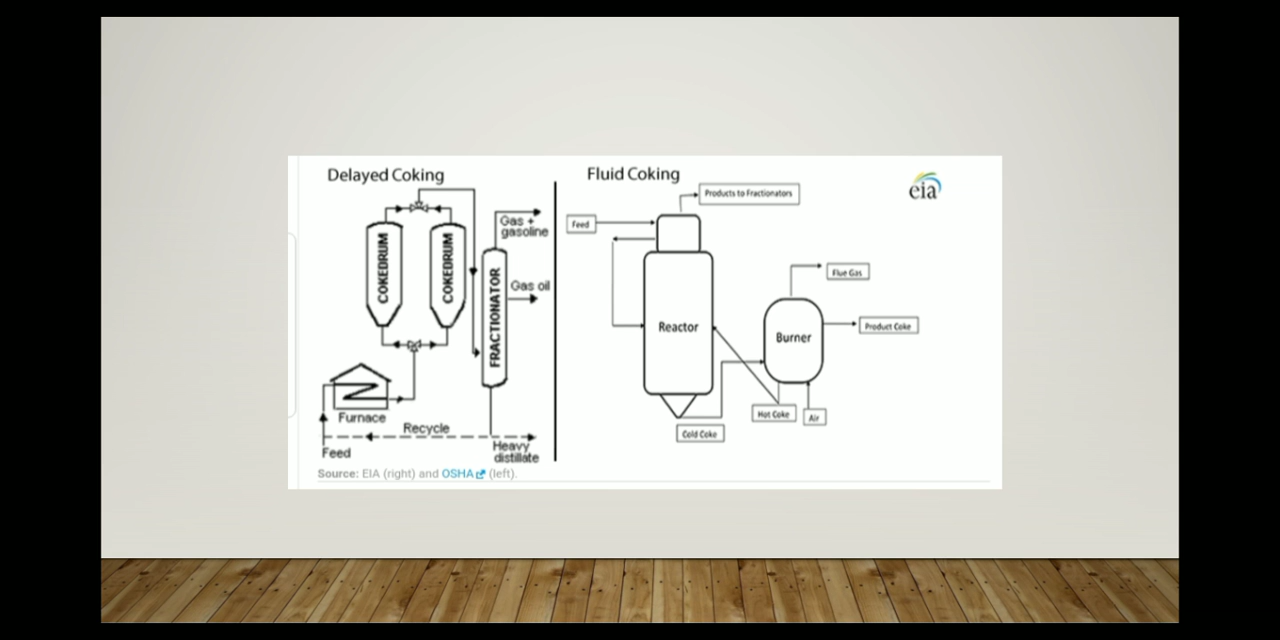 Delayed Coking
COKEDRUM
COKEDRUM
FRACTIONATOR
Gas +
gasoline
Gas oil
Furnace
Recycle
Feed
Heavy
distillate
Fluid Coking
eia
Products to Fractionators
Feed
Reactor
Flue Gas
Burner
Product Coke
Hot Coke
Air
Cold Coke
Source: EIA (right) and OSHA (left).